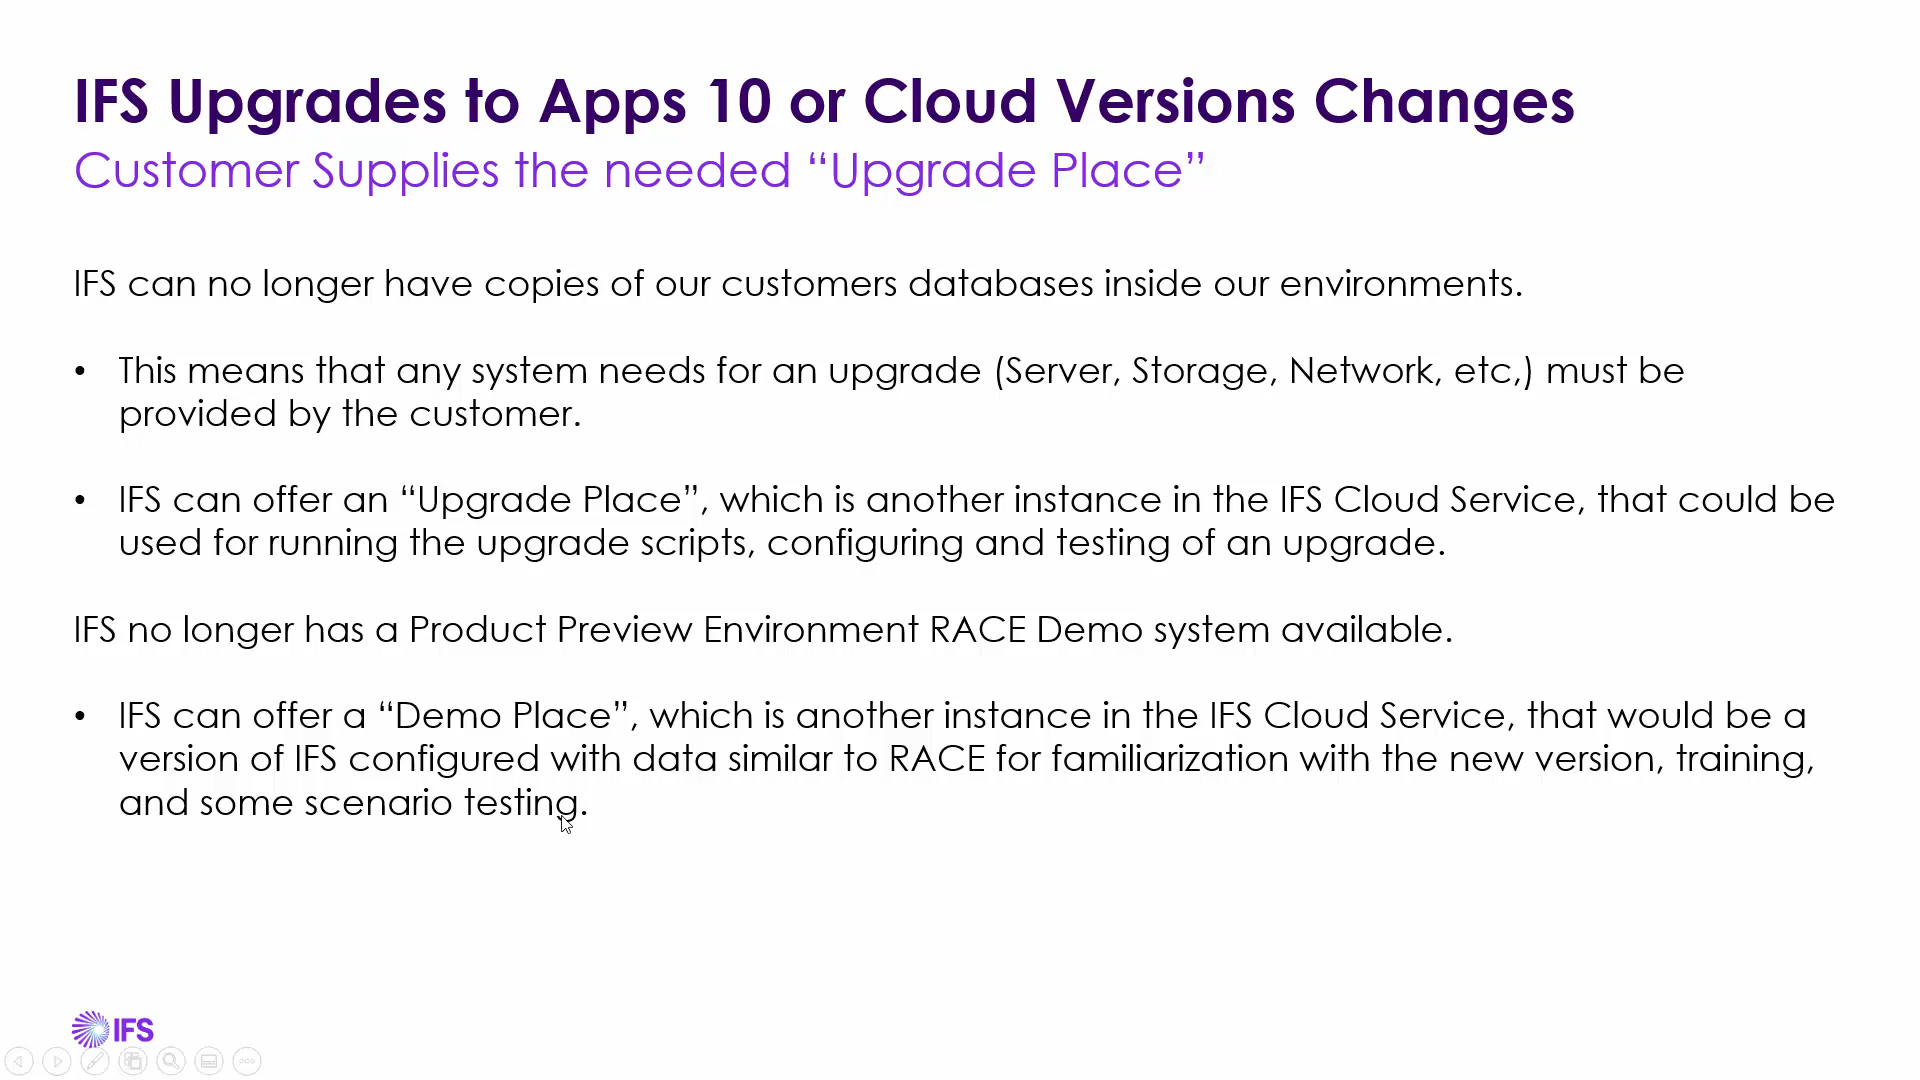 IFS Upgrades to Apps 10 or Cloud Versions Changes
Customer Supplies the needed “Upgrade Place”
IFS can no longer have copies of our customers databases inside our environments.
• This means that any system needs for an upgrade (Server, Storage, Network, etc,) must be
provided by the customer.
• IFS can offer an “Upgrade Place”, which is another instance in the IFS Cloud Service, that could be
used for running the upgrade scripts, configuring and testing of an upgrade.
IFS no longer has a Product Preview Environment RACE Demo system available.
• IFS can offer a “Demo Place”, which is another instance in the IFS Cloud Service, that would be a
version of IFS configured with data similar to RACE for familiarization with the new version, training,
and some scenario testing.
IFS